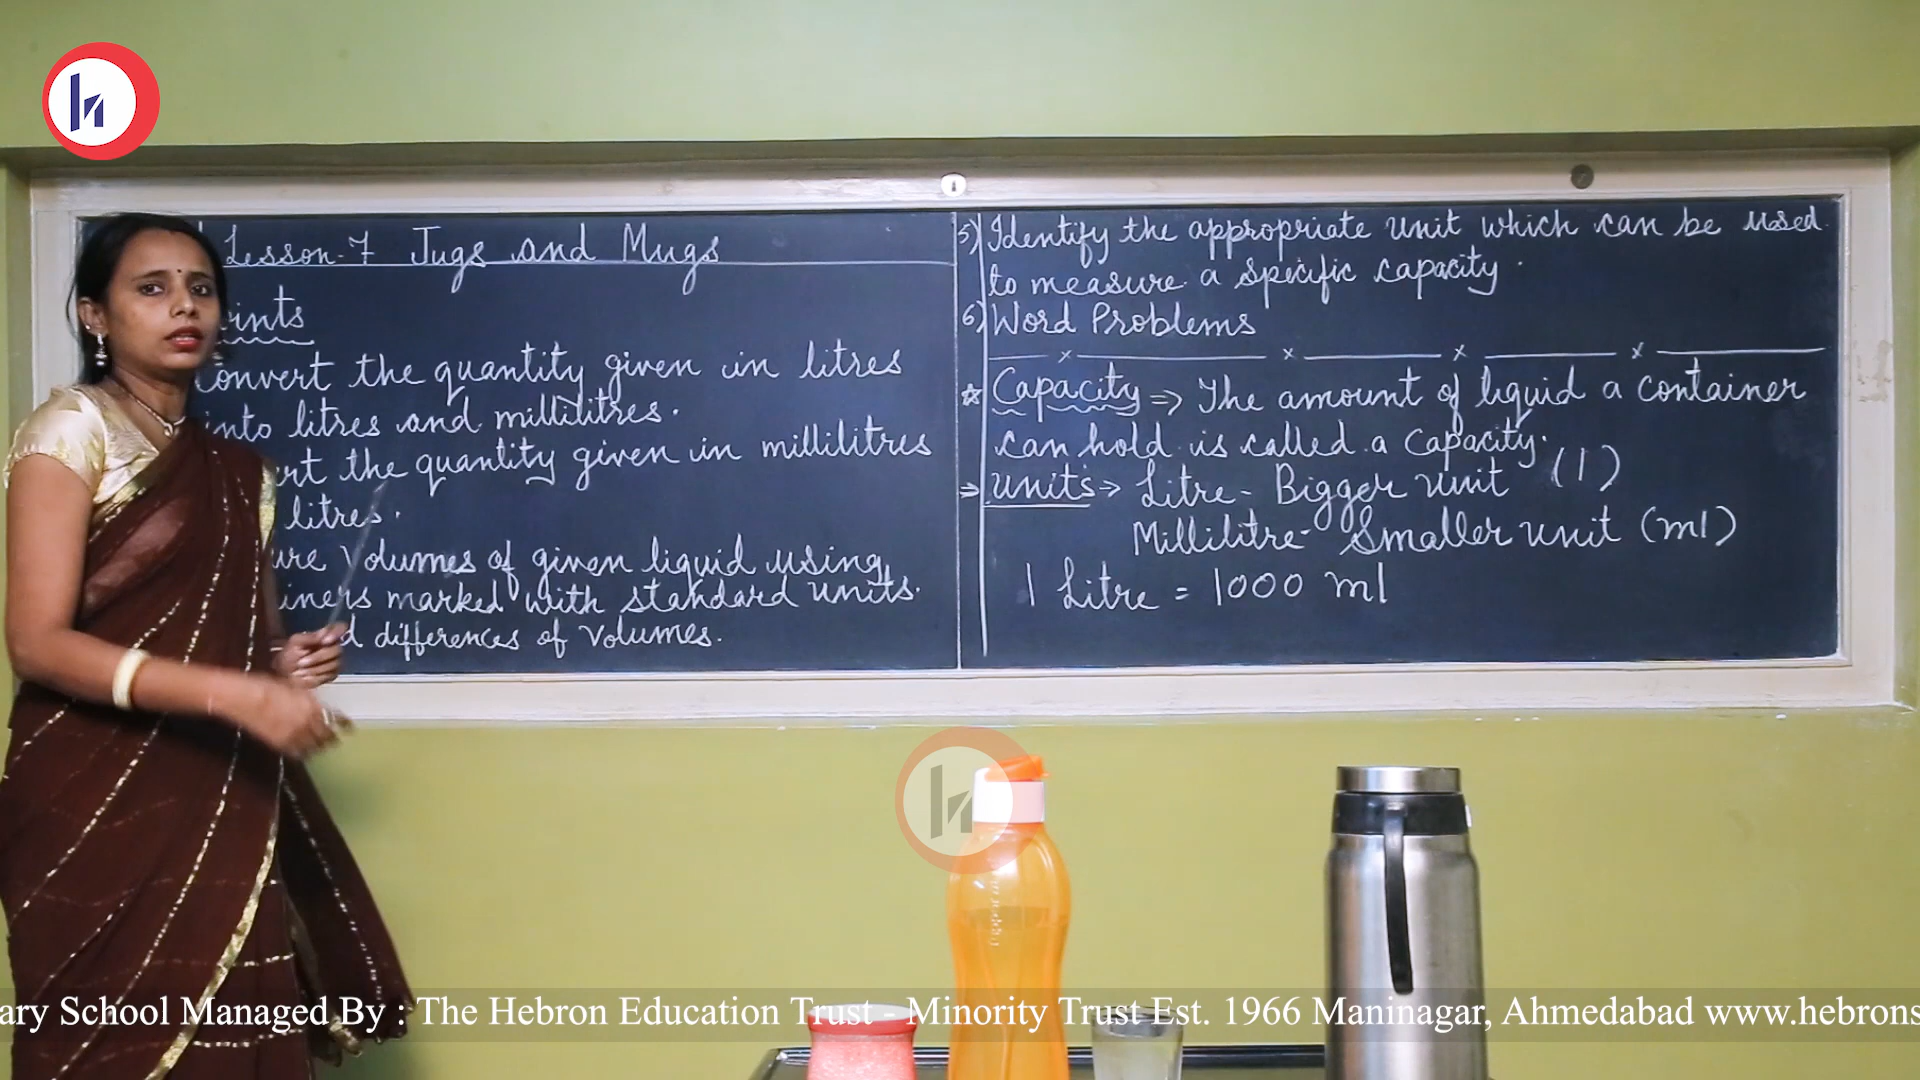 Lesson-7 Jugs and Mugs
ints
Convert the quantity given in litres
into litres and millilitres.
rt the quantity given in millilitres
litres.
ure volumes of given liquid using
iners marked with standard units.
d differences of volumes.
5) Identify the appropriate unit which can be used
to measure a specific capacity.
6) Word Problems
Capacity => The amount of liquid a container
can hold is called a capacity.
=> units → Litre - Bigger unit (l)
Millilitre - Smaller unit (ml)
1 Litre = 1000 ml
ary School Managed By : The Hebron Education Trust - Minority Trust Est. 1966 Maninagar, Ahmedabad www.hebrons